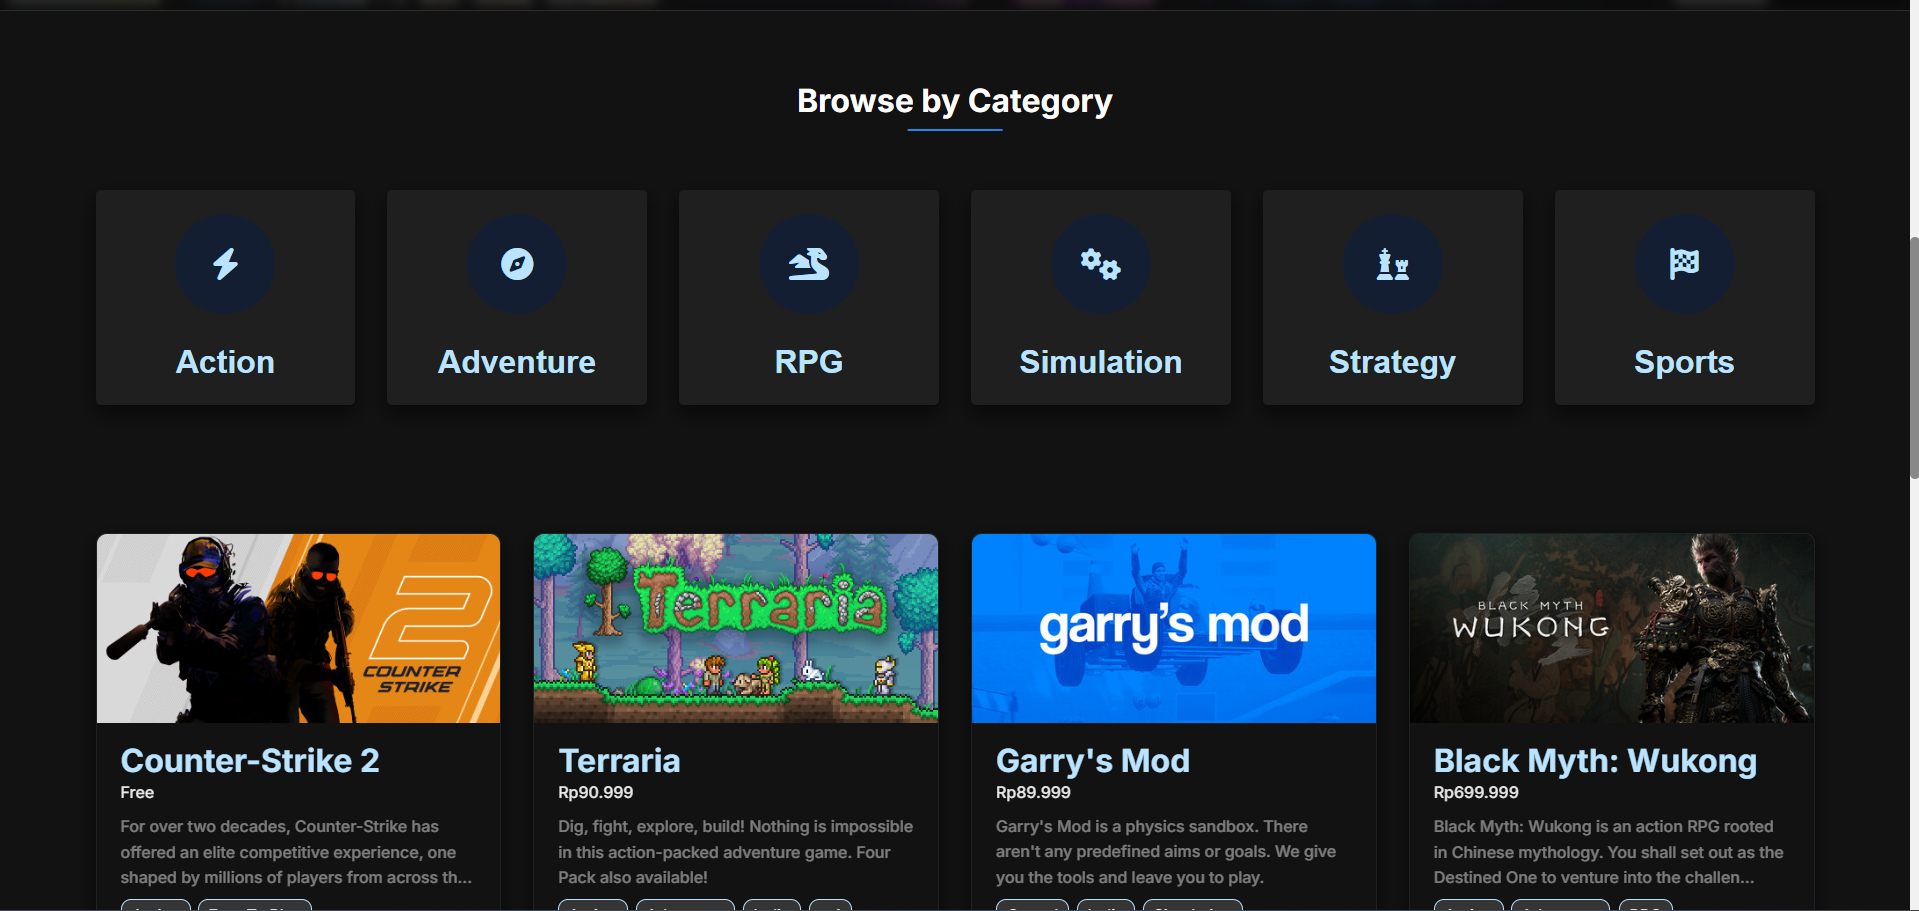 Browse by Category
Action
Adventure
RPG
Simulation
Strategy
Sports
2
COUNTER
STRIKE
Terraria
garry's mod
BLACK MYTH
WUKONG
Counter-Strike 2
Free
For over two decades, Counter-Strike has
offered an elite competitive experience, one
shaped by millions of players from across th...
Terraria
Rp90.999
Dig, fight, explore, build! Nothing is impossible
in this action-packed adventure game. Four
Pack also available!
Garry's Mod
Rp89.999
Garry's Mod is a physics sandbox. There
aren't any predefined aims or goals. We give
you the tools and leave you to play.
Black Myth: Wukong
Rp699.999
Black Myth: Wukong is an action RPG rooted
in Chinese mythology. You shall set out as the
Destined One to venture into the challen...